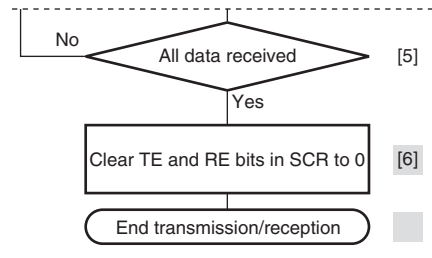 No
All data received
[5]
Yes
Clear TE and RE bits in SCR to 0
[6]
End transmission/reception